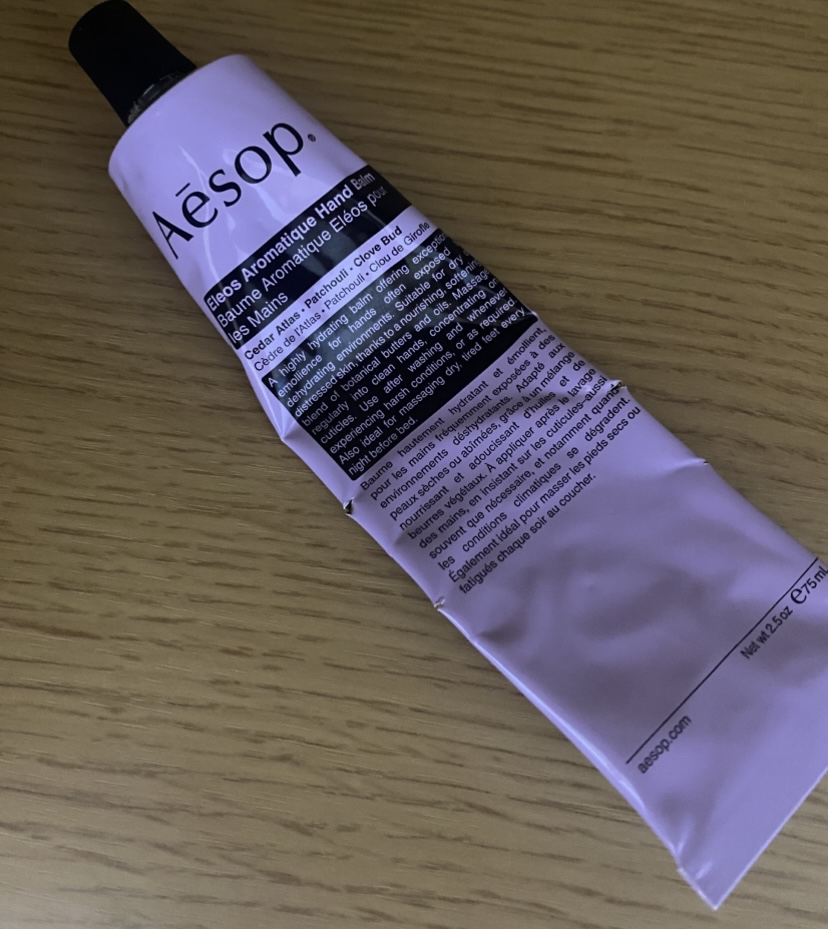 Aēsop®
Eleos Aromatique Hand Balm
Baume Aromatique Eléos pour
les Mains
Cedar Atlas • Patchouli • Clove Bud
Cèdre de l'Atlas • Patchouli • Clou de Girofle
A highly hydrating balm offering
emollience for hands often exposed
dehydrating environments. Suitable for dry
distressed skin, thanks to a nourishing, softening
blend of botanical butters and oils. Massage
regularly into clean hands, concentrating on
cuticles. Use after washing and whenever
experiencing harsh conditions, or as required.
Also ideal for massaging dry, tired feet every
night before bed.
Baume hautement hydratant et émollient,
pour les mains fréquemment exposées à des
environnements déshydratants. Adapté aux
peaux sèches ou abîmées, grâce à un mélange
nourrissant et adoucissant d'huiles et de
beurres végétaux. À appliquer après le lavage
des mains, en insistant sur les cuticules–aussi
souvent que nécessaire, et notamment quand
les conditions climatiques se dégradent.
Également idéal pour masser les pieds secs ou
fatigués chaque soir au coucher.
Net wt 2.5 oz ℮75 mL
aesop.com